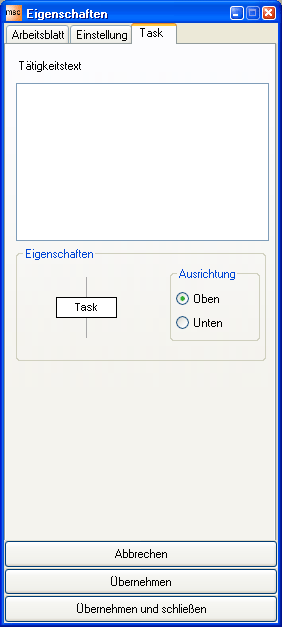 msc Eigenschaften
Arbeitsblatt Einstellung Task
Tätigkeitstext
Eigenschaften
Ausrichtung
Oben
Task
Unten
Abbrechen
Übernehmen
Übernehmen und schließen